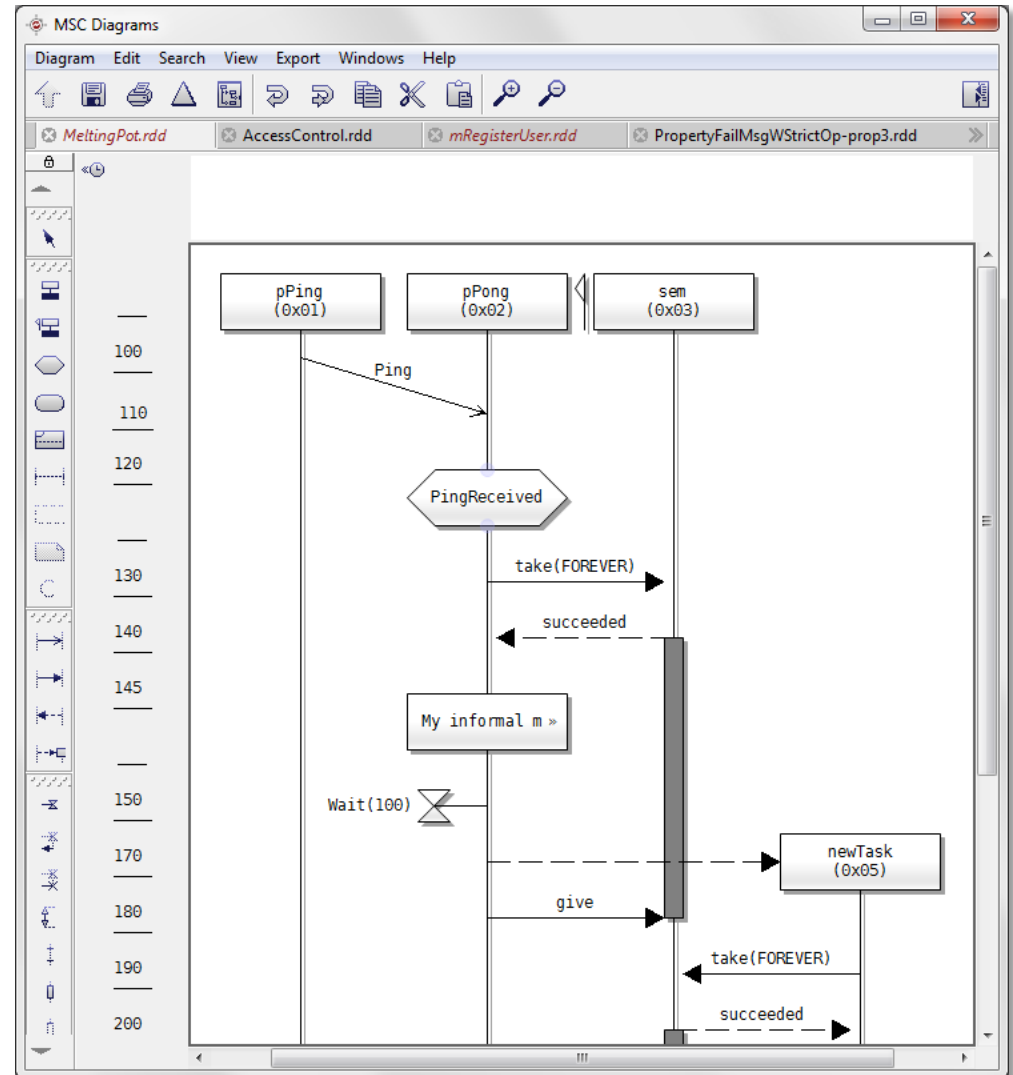 MSC Diagrams
Diagram Edit Search View Export Windows Help
MeltingPot.rdd AccessControl.rdd mRegisterUser.rdd PropertyFailMsgWStrictOp-prop3.rdd
pPing
(0x01)
pPong
(0x02)
sem
(0x03)
100
Ping
110
120
PingReceived
take(FOREVER)
130
succeeded
140
145
My informal m »
Wait(100)
150
newTask
(0x05)
170
give
180
take(FOREVER)
190
succeeded
200